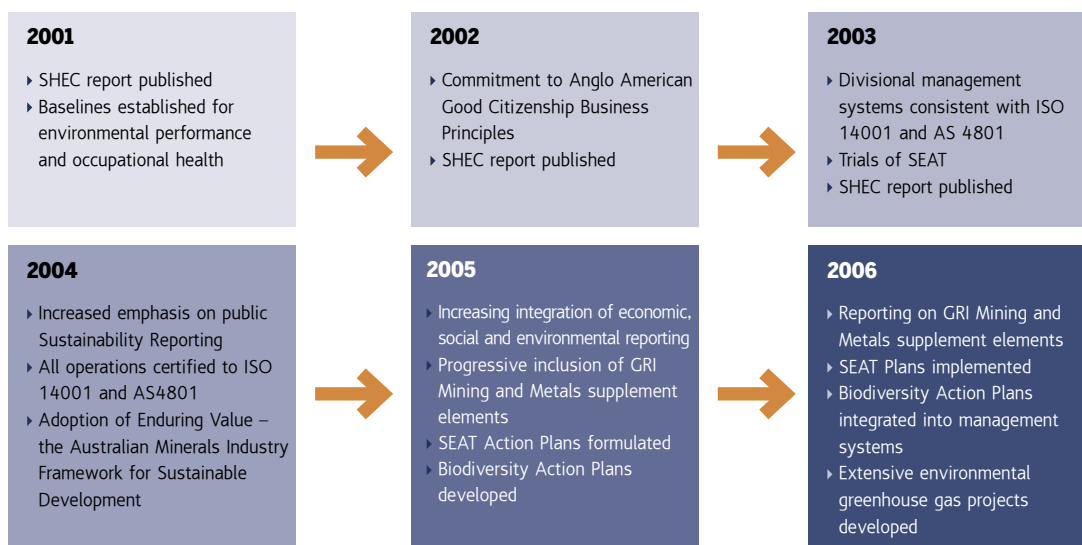 2001
SHEC report published
Baselines established for
environmental performance
and occupational health
2002
Commitment to Anglo American
Good Citizenship Business
Principles
SHEC report published
2003
Divisional management
systems consistent with ISO
14001 and AS 4801
Trials of SEAT
SHEC report published
2004
Increased emphasis on public
Sustainability Reporting
All operations certified to ISO
14001 and AS4801
Adoption of Enduring Value –
the Australian Minerals Industry
Framework for Sustainable
Development
2005
Increasing integration of economic,
social and environmental reporting
Progressive inclusion of GRI
Mining and Metals supplement
elements
SEAT Action Plans formulated
Biodiversity Action Plans
developed
2006
Reporting on GRI Mining and
Metals supplement elements
SEAT Plans implemented
Biodiversity Action Plans
integrated into management
systems
Extensive environmental
greenhouse gas projects
developed